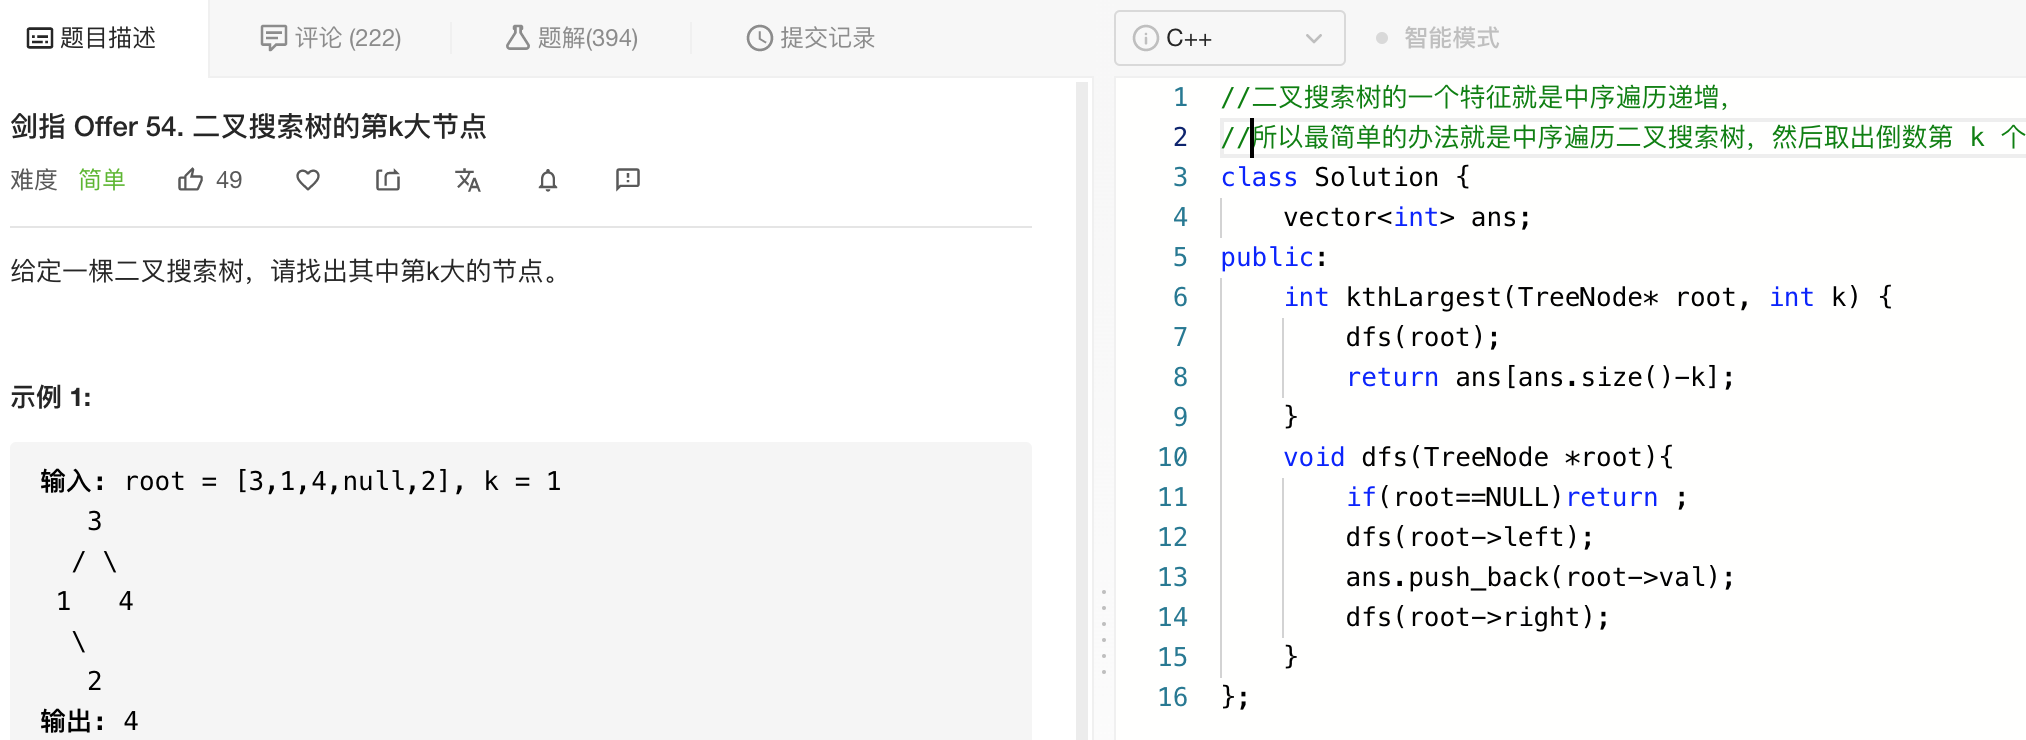 题目描述
评论 (222)
题解(394)
提交记录
剑指 Offer 54. 二叉搜索树的第k大节点
难度 简单 49
给定一棵二叉搜索树，请找出其中第k大的节点。
示例 1:
输入: root = [3,1,4,null,2], k = 1
3
/ \
1 4
\
2
输出: 4
C++
智能模式
1 //二叉搜索树的一个特征就是中序遍历递增，
2 //所以最简单的办法就是中序遍历二叉搜索树，然后取出倒数第 k 个
3 class Solution {
4 vector<int> ans;
5 public:
6 int kthLargest(TreeNode* root, int k) {
7 dfs(root);
8 return ans[ans.size()-k];
9 }
10 void dfs(TreeNode *root){
11 if(root==NULL)return ;
12 dfs(root->left);
13 ans.push_back(root->val);
14 dfs(root->right);
15 }
16 };